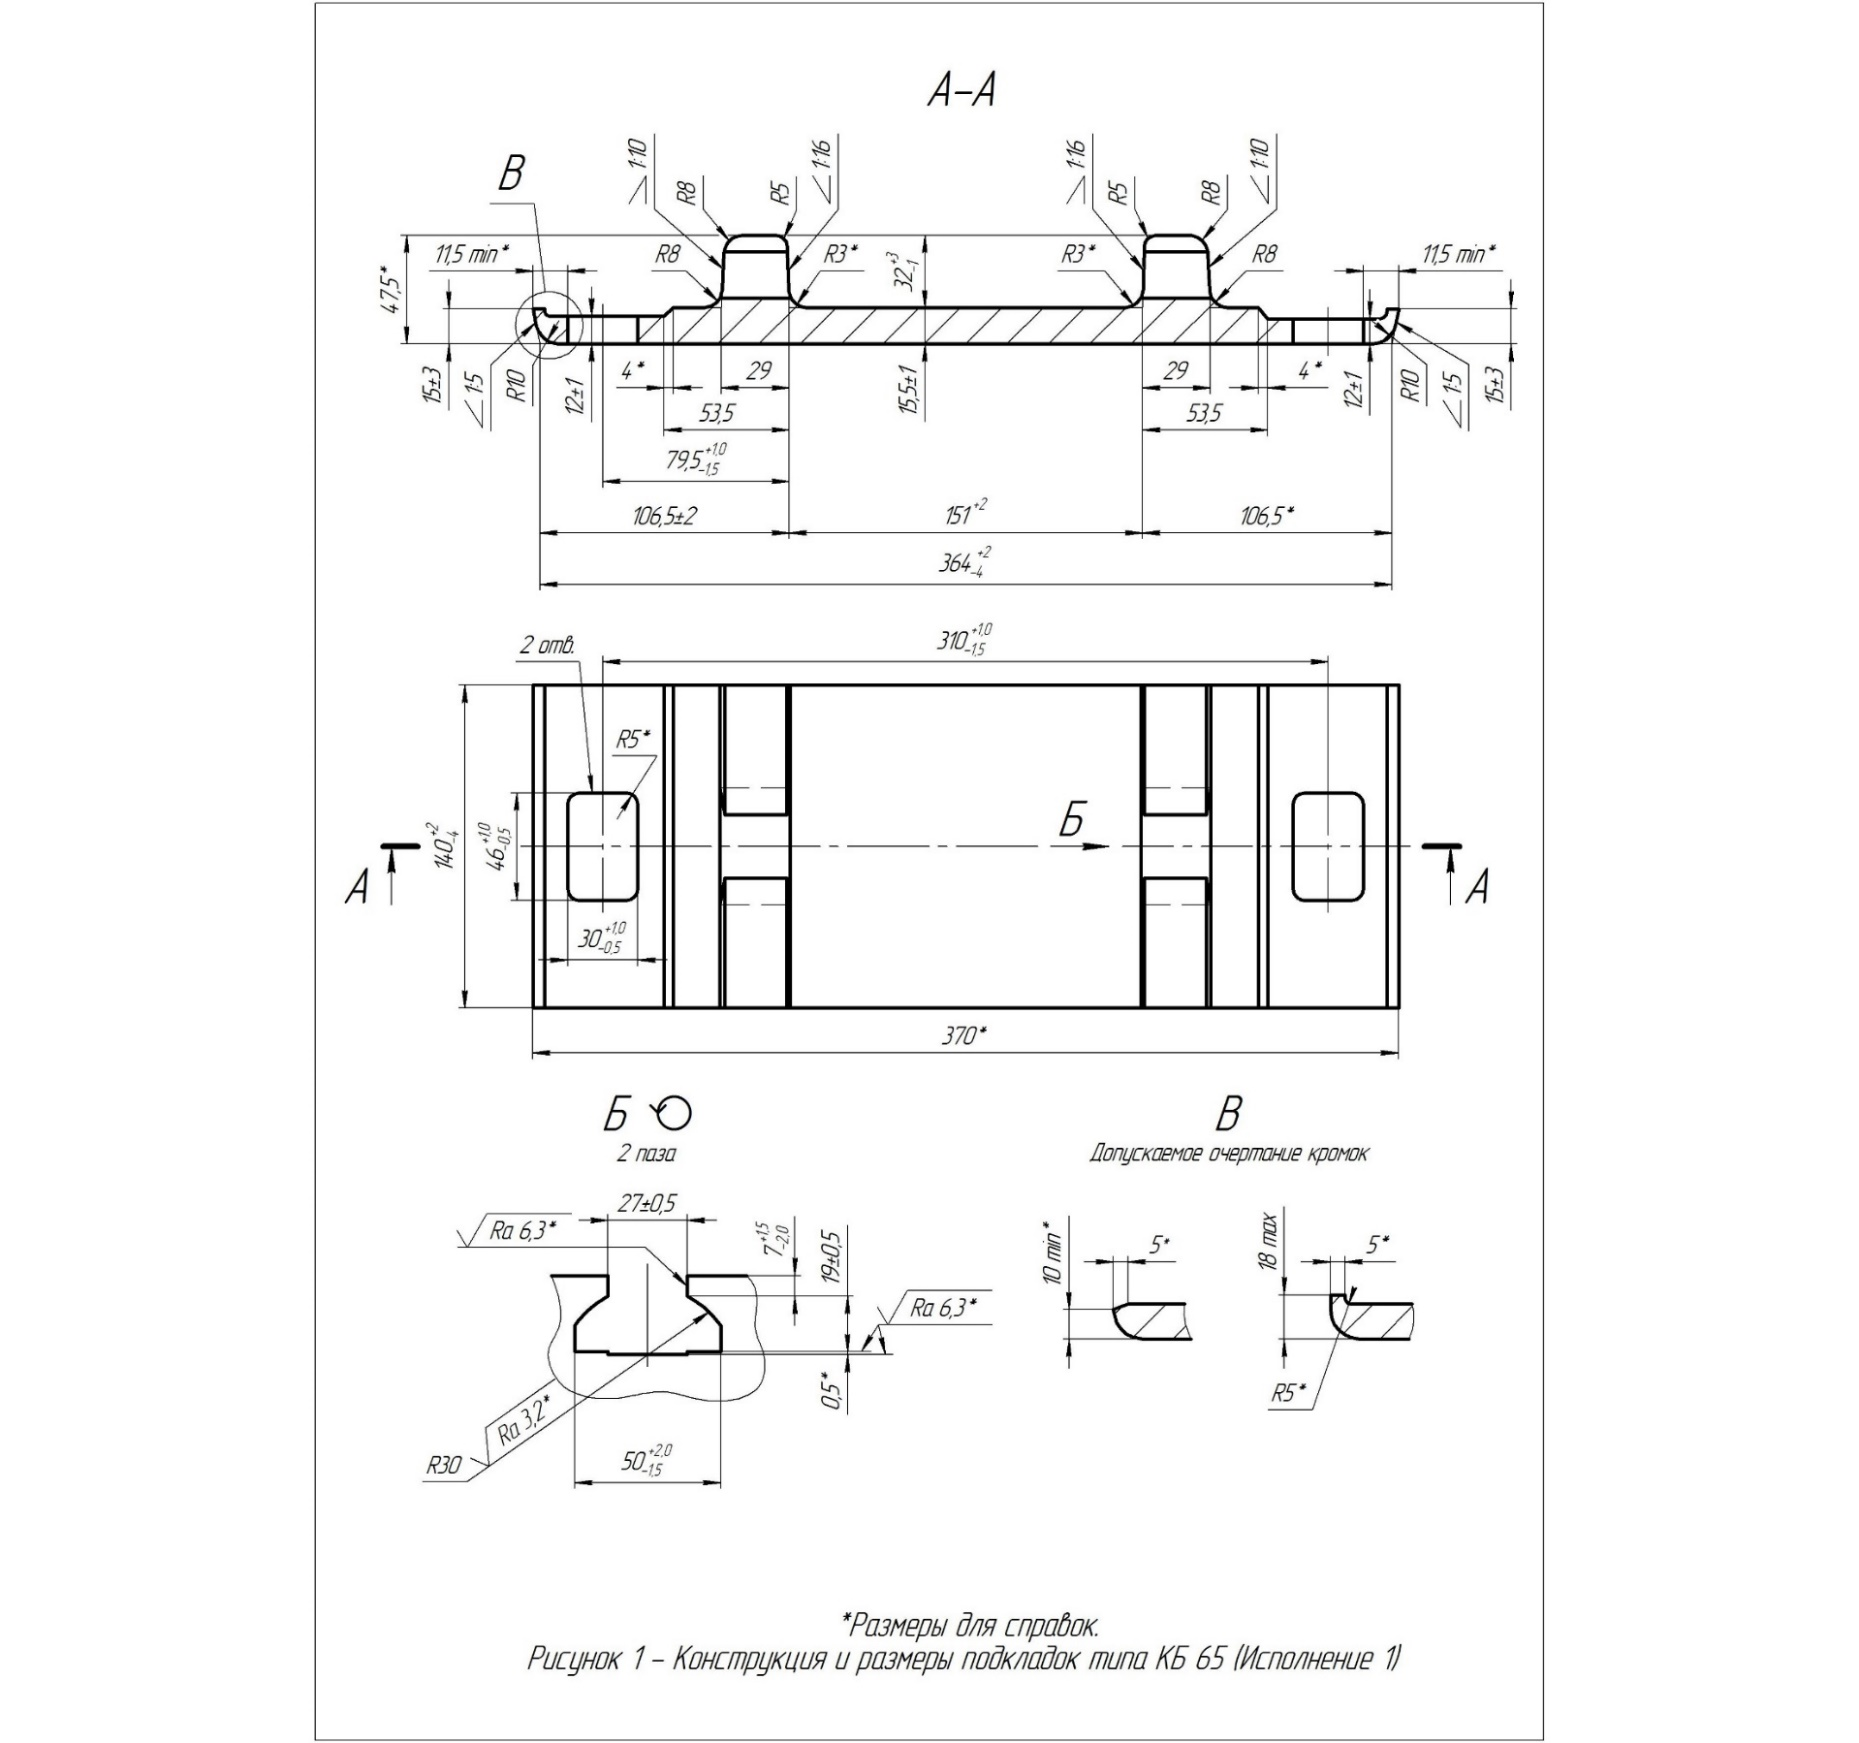 А-А
В
1:10
R8
R5
1:16
1:16
R5
R8
1:10
11,5 min*
R8
R3*
R3*
R8
11,5 min*
47,5*
32 +3 -1
15±3
1:5
R10
12±1
4*
29
15,5±1
29
4*
12±1
R10
1:5
15±3
53,5
53,5
79,5 +1,0 -1,5
106,5±2
151 +2
106,5*
364 +2 -4
2 отв.
310 +1,0 -1,5
R5*
140 +2 -4
46 +1,0 -0,5
Б
А
А
30 +1,0 -0,5
370*
Б
2 паза
В
Допускаемое очертание кромок
27±0,5
Ra 6,3*
7 +1,5 -2,0
19±0,5
Ra 6,3*
0,5*
Ra 3,2*
R30
50 +2,0 -1,5
10 min*
5*
18 max
5*
R5*
*Размеры для справок.
Рисунок 1 – Конструкция и размеры подкладок типа КБ 65 (Исполнение 1)